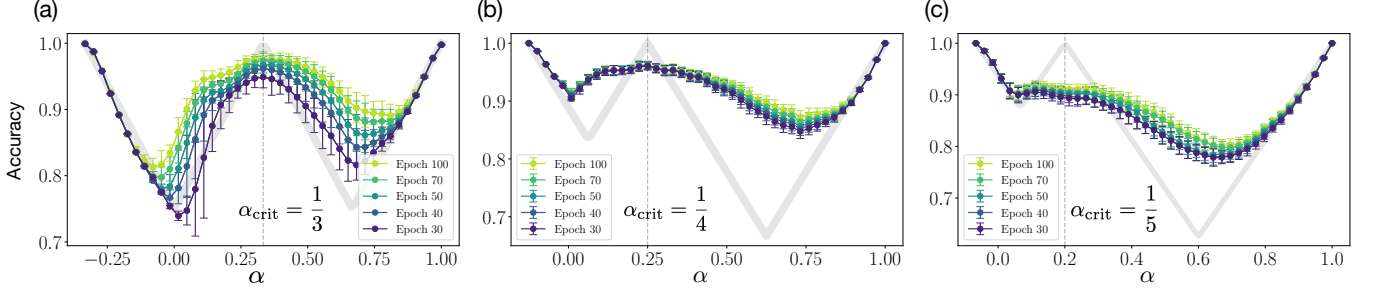 (a)
(b)
(c)
Accuracy
1.0
0.9
0.8
0.7
Epoch 100
Epoch 70
Epoch 50
Epoch 40
Epoch 30
α_crit = 1/3
−0.25
0.00
0.25
0.50
0.75
1.00
α
1.0
0.9
0.8
0.7
Epoch 100
Epoch 70
Epoch 50
Epoch 40
Epoch 30
α_crit = 1/4
0.00
0.25
0.50
0.75
1.00
α
1.0
0.9
0.8
0.7
Epoch 100
Epoch 70
Epoch 50
Epoch 40
Epoch 30
α_crit = 1/5
0.0
0.2
0.4
0.6
0.8
1.0
α